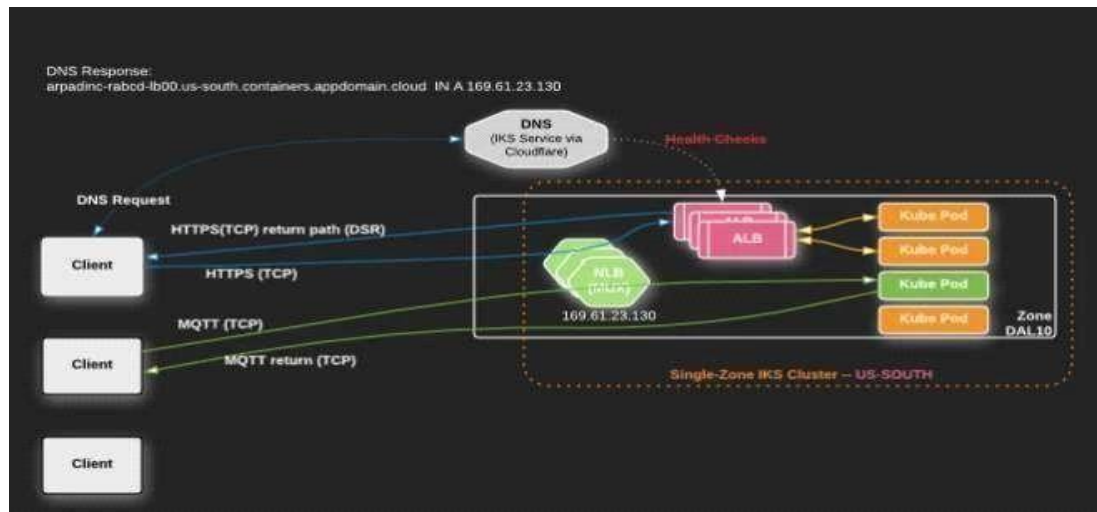 DNS Response:
arpadinc-rabcd-lb00.us-south.containers.appdomain.cloud IN A 169.61.23.130
DNS
(IKS Service via
Cloudflare)
Health Checks
DNS Request
HTTPS(TCP) return path (DSR)
ALB
ALB
Kube Pod
Client
HTTPS (TCP)
Kube Pod
NLB
(MUX)
Kube Pod
169.61.23.130
MQTT (TCP)
Kube Pod
Zone
DAL10
MQTT return (TCP)
Client
Single-Zone IKS Cluster -- US-SOUTH
Client